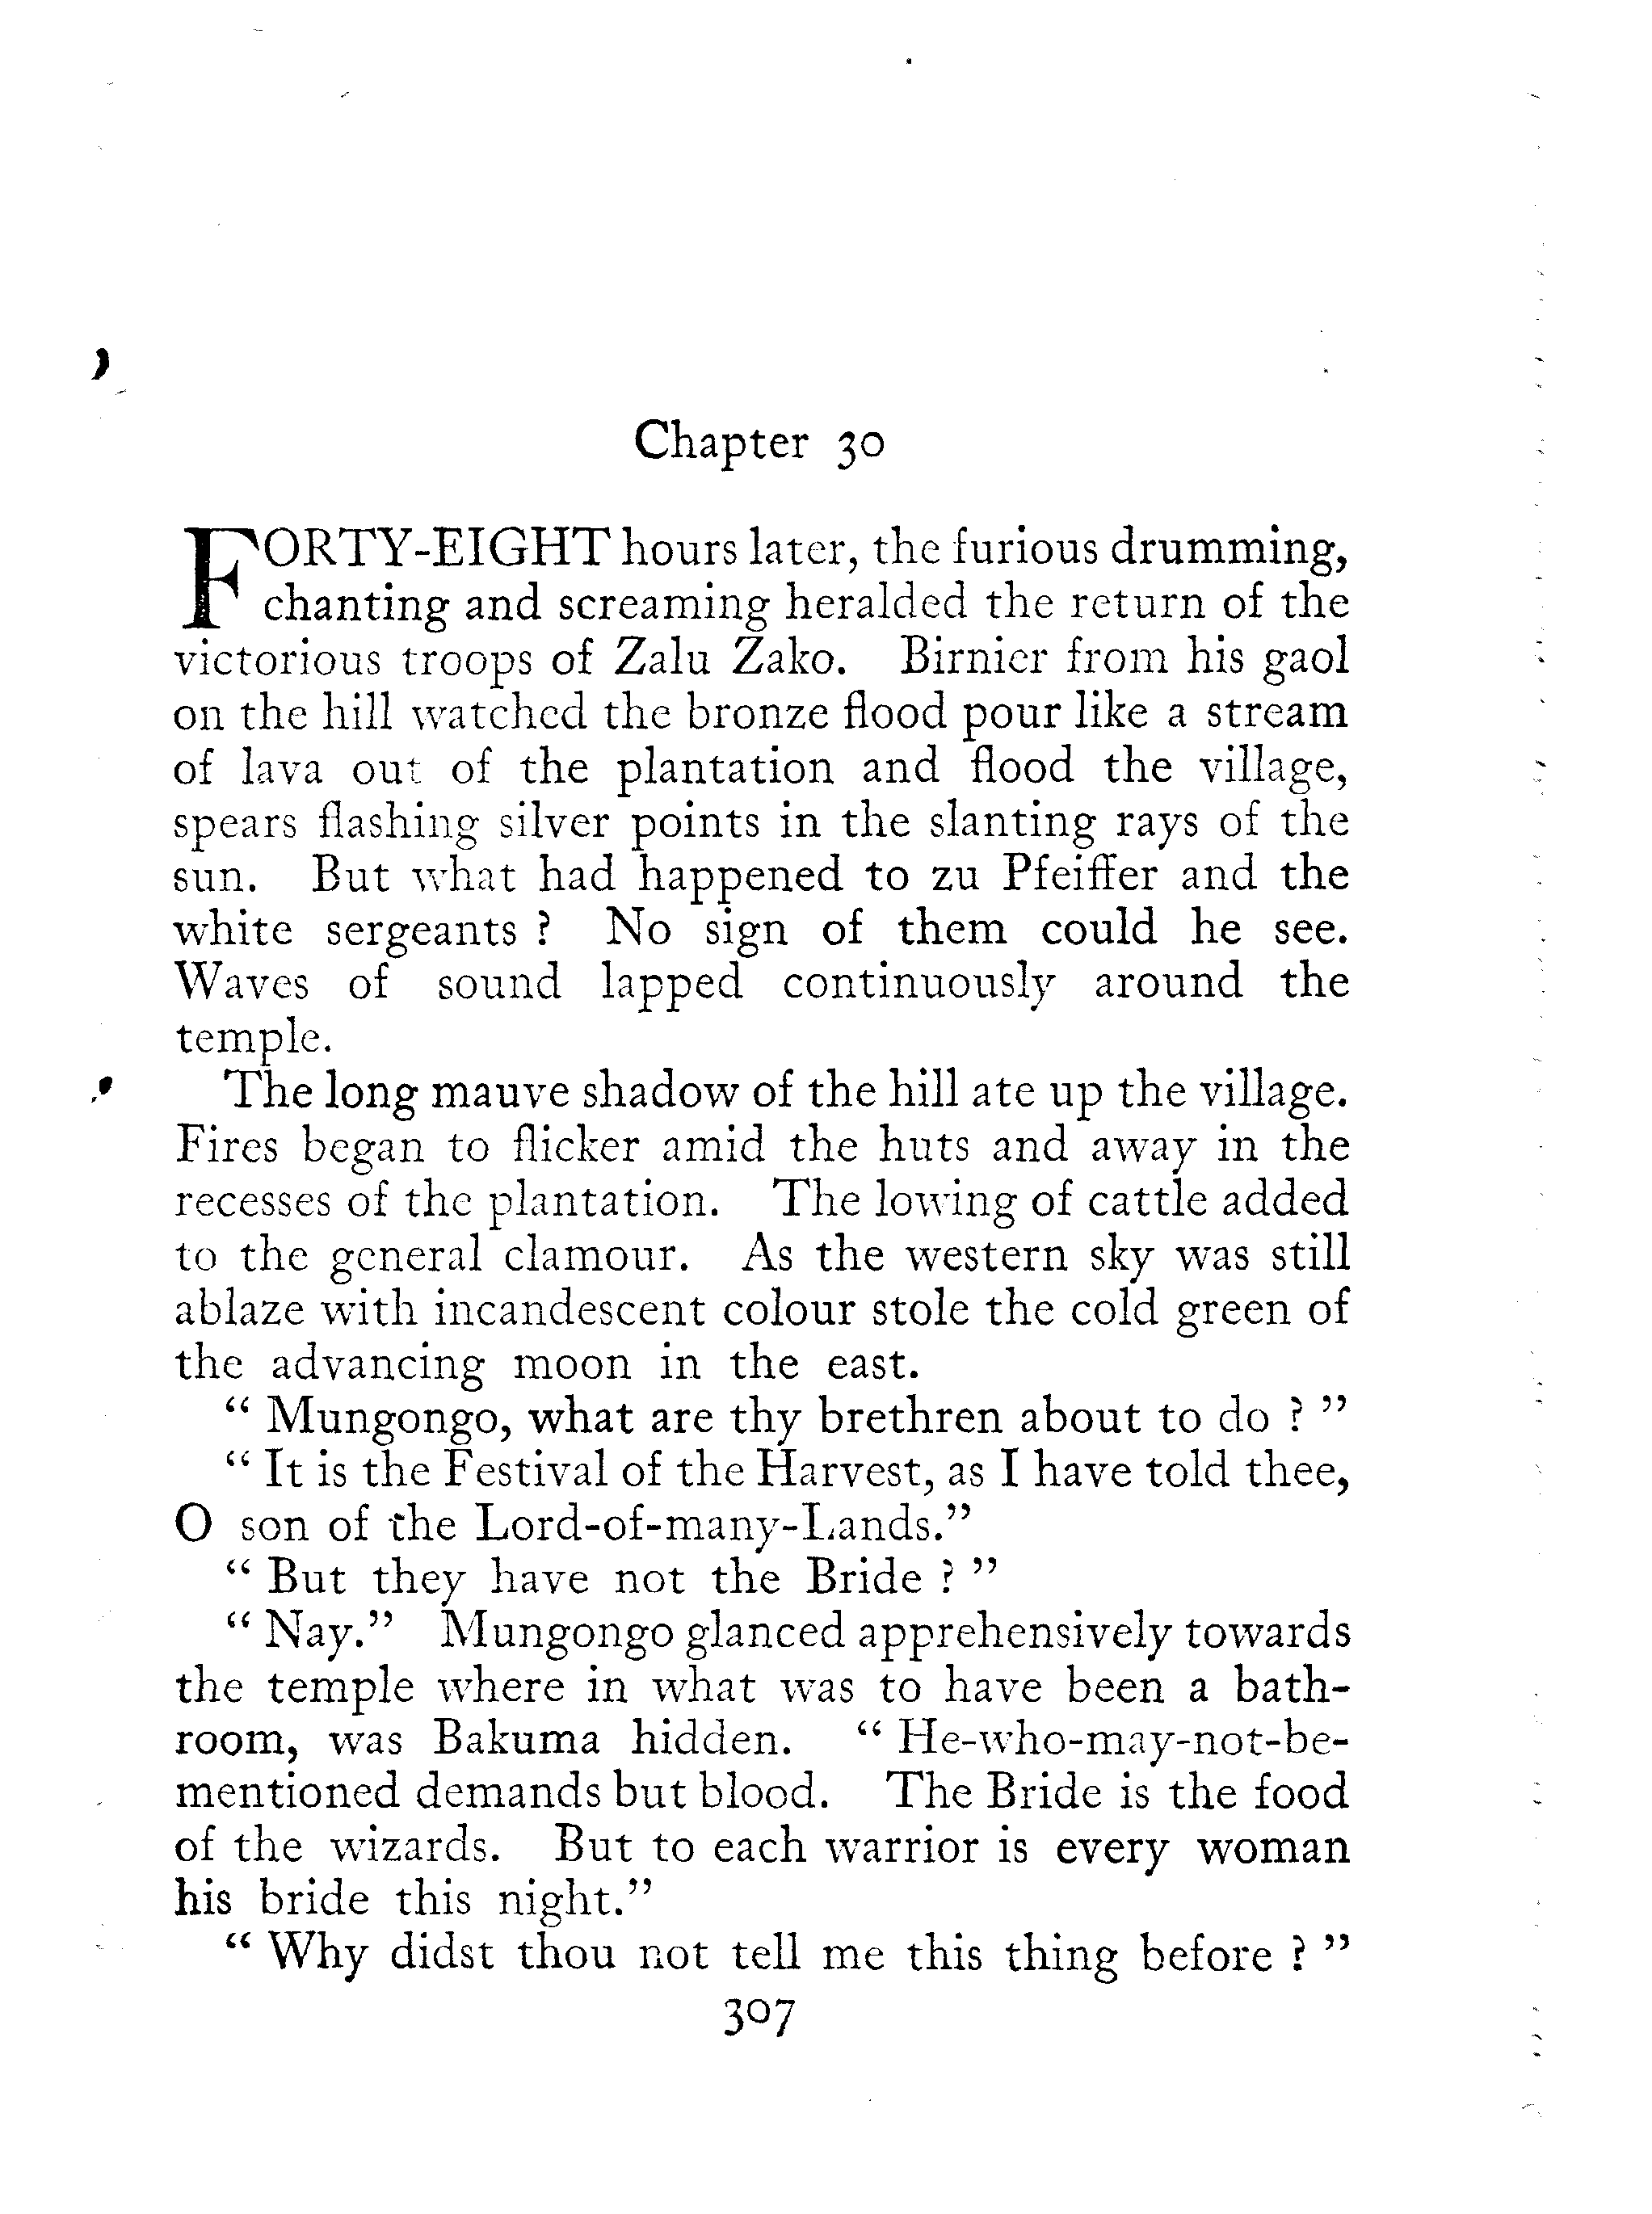 Chapter 30
FORTY-EIGHT hours later, the furious drumming,
chanting and screaming heralded the return of the
victorious troops of Zalu Zako. Birnier from his gaol
on the hill watched the bronze flood pour like a stream
of lava out of the plantation and flood the village,
spears flashing silver points in the slanting rays of the
sun. But what had happened to zu Pfeiffer and the
white sergeants ? No sign of them could he see.
Waves of sound lapped continuously around the
temple.
The long mauve shadow of the hill ate up the village.
Fires began to flicker amid the huts and away in the
recesses of the plantation. The lowing of cattle added
to the general clamour. As the western sky was still
ablaze with incandescent colour stole the cold green of
the advancing moon in the east.
“ Mungongo, what are thy brethren about to do ? ”
“ It is the Festival of the Harvest, as I have told thee,
O son of the Lord-of-many-Lands.”
“ But they have not the Bride ? ”
“ Nay.” Mungongo glanced apprehensively towards
the temple where in what was to have been a bath-
room, was Bakuma hidden. “ He-who-may-not-be-
mentioned demands but blood. The Bride is the food
of the wizards. But to each warrior is every woman
his bride this night.”
“ Why didst thou not tell me this thing before ? ”
307